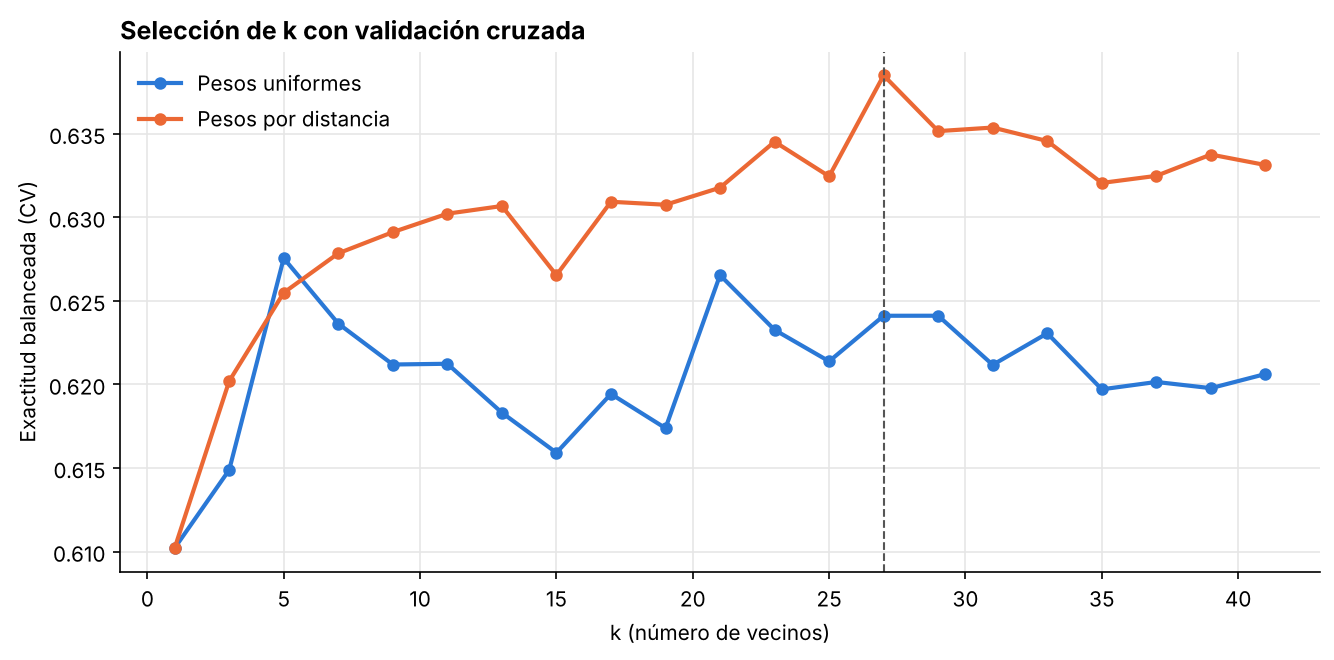 Selección de k con validación cruzada
Pesos uniformes
Pesos por distancia
Exactitud balanceada (CV)
0.635
0.630
0.625
0.620
0.615
0.610
0 5 10 15 20 25 30 35 40
k (número de vecinos)